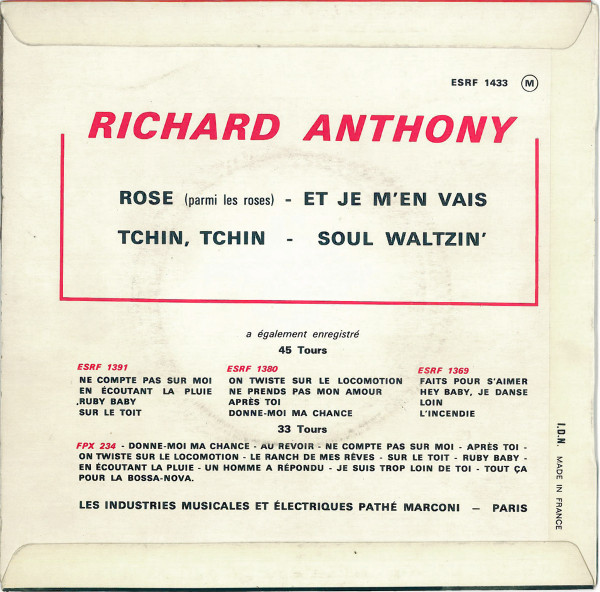 ESRF 1433 M
RICHARD ANTHONY
ROSE (parmi les roses) - ET JE M'EN VAIS
TCHIN, TCHIN - SOUL WALTZIN'
a également enregistré
45 Tours
ESRF 1391
NE COMPTE PAS SUR MOI
EN ÉCOUTANT LA PLUIE
RUBY BABY
SUR LE TOIT
ESRF 1380
ON TWISTE SUR LE LOCOMOTION
NE PRENDS PAS MON AMOUR
APRÈS TOI
DONNE-MOI MA CHANCE
ESRF 1369
FAITS POUR S'AIMER
HEY BABY, JE DANSE
LOIN
L'INCENDIE
33 Tours
FPX 234 - DONNE-MOI MA CHANCE - AU REVOIR - NE COMPTE PAS SUR MOI - APRÈS TOI -
ON TWISTE SUR LE LOCOMOTION - LE RANCH DE MES RÊVES - SUR LE TOIT - RUBY BABY -
EN ÉCOUTANT LA PLUIE - UN HOMME A RÉPONDU - JE SUIS TROP LOIN DE TOI - TOUT ÇA
POUR LA BOSSA-NOVA.
LES INDUSTRIES MUSICALES ET ÉLECTRIQUES PATHÉ MARCONI — PARIS
I.D.N. MADE IN FRANCE